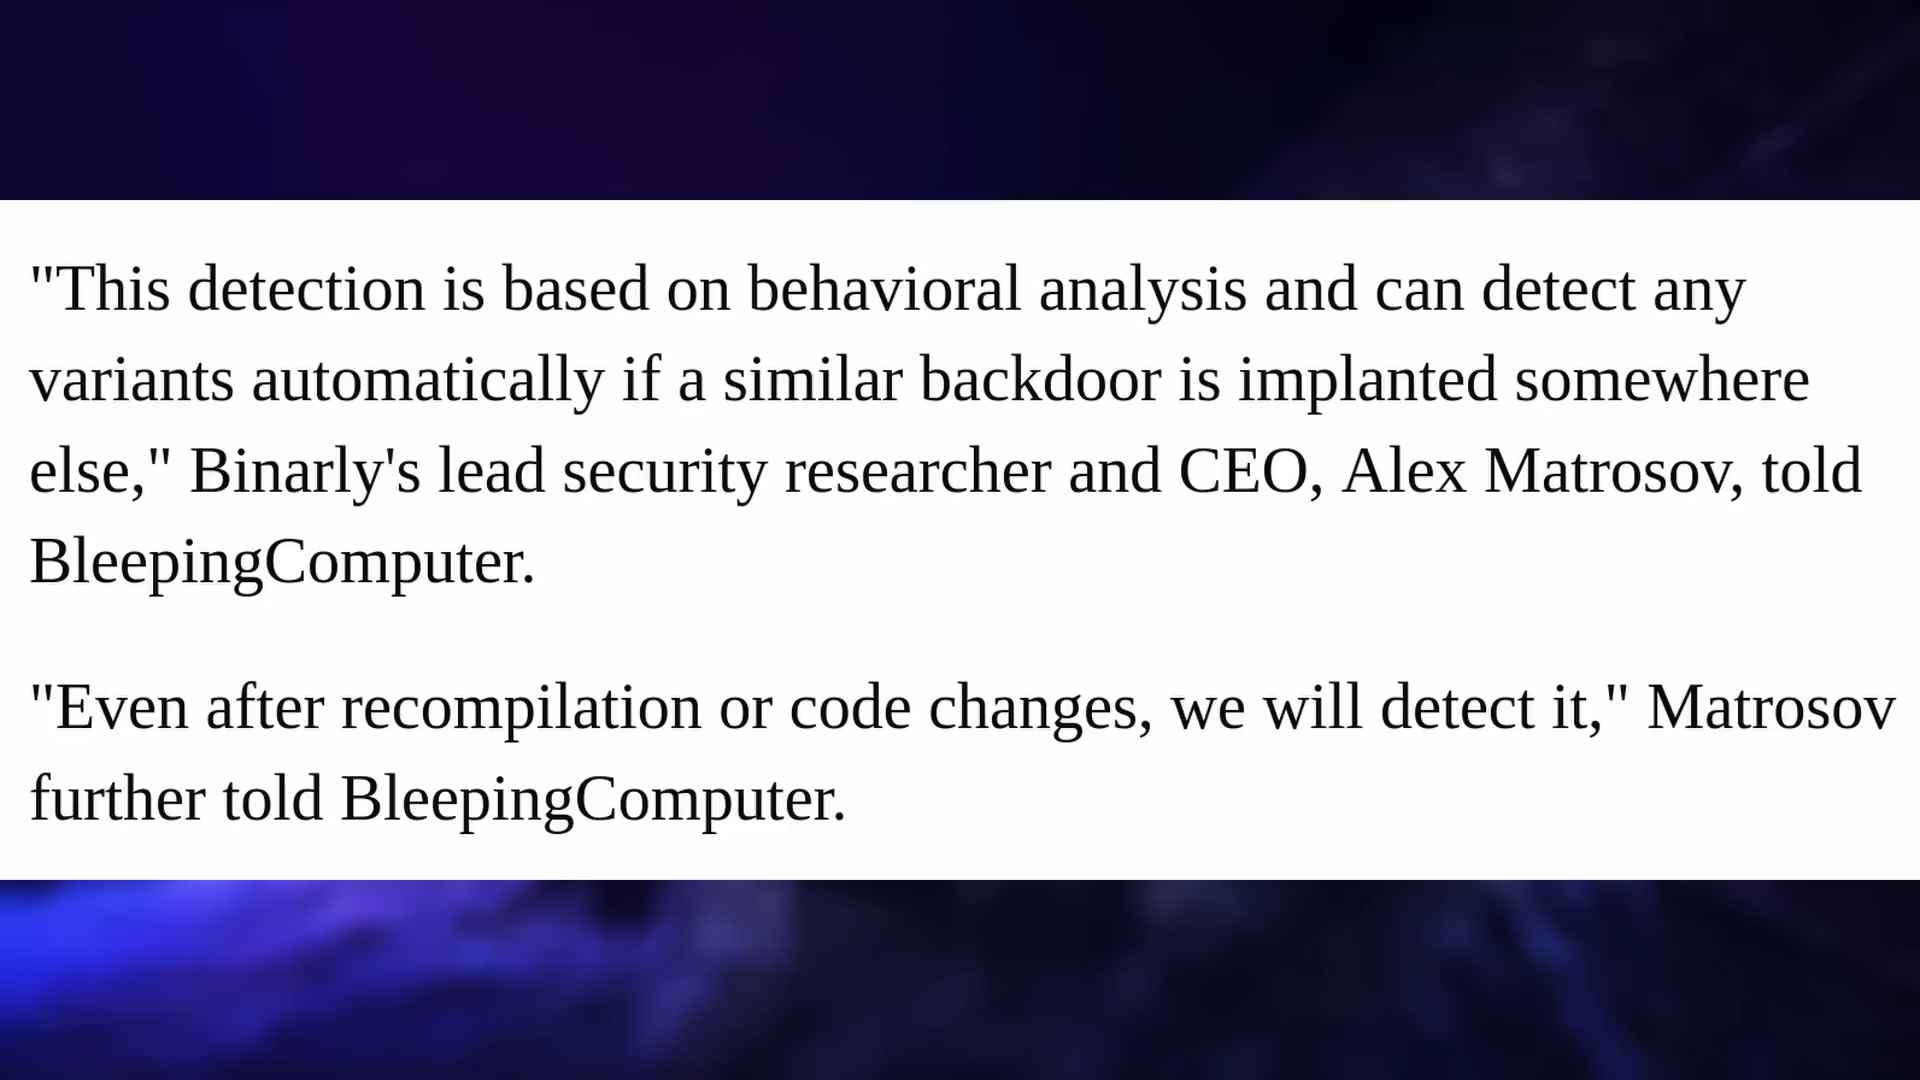 "This detection is based on behavioral analysis and can detect any
variants automatically if a similar backdoor is implanted somewhere
else," Binarly's lead security researcher and CEO, Alex Matrosov, told
BleepingComputer.
"Even after recompilation or code changes, we will detect it," Matrosov
further told BleepingComputer.